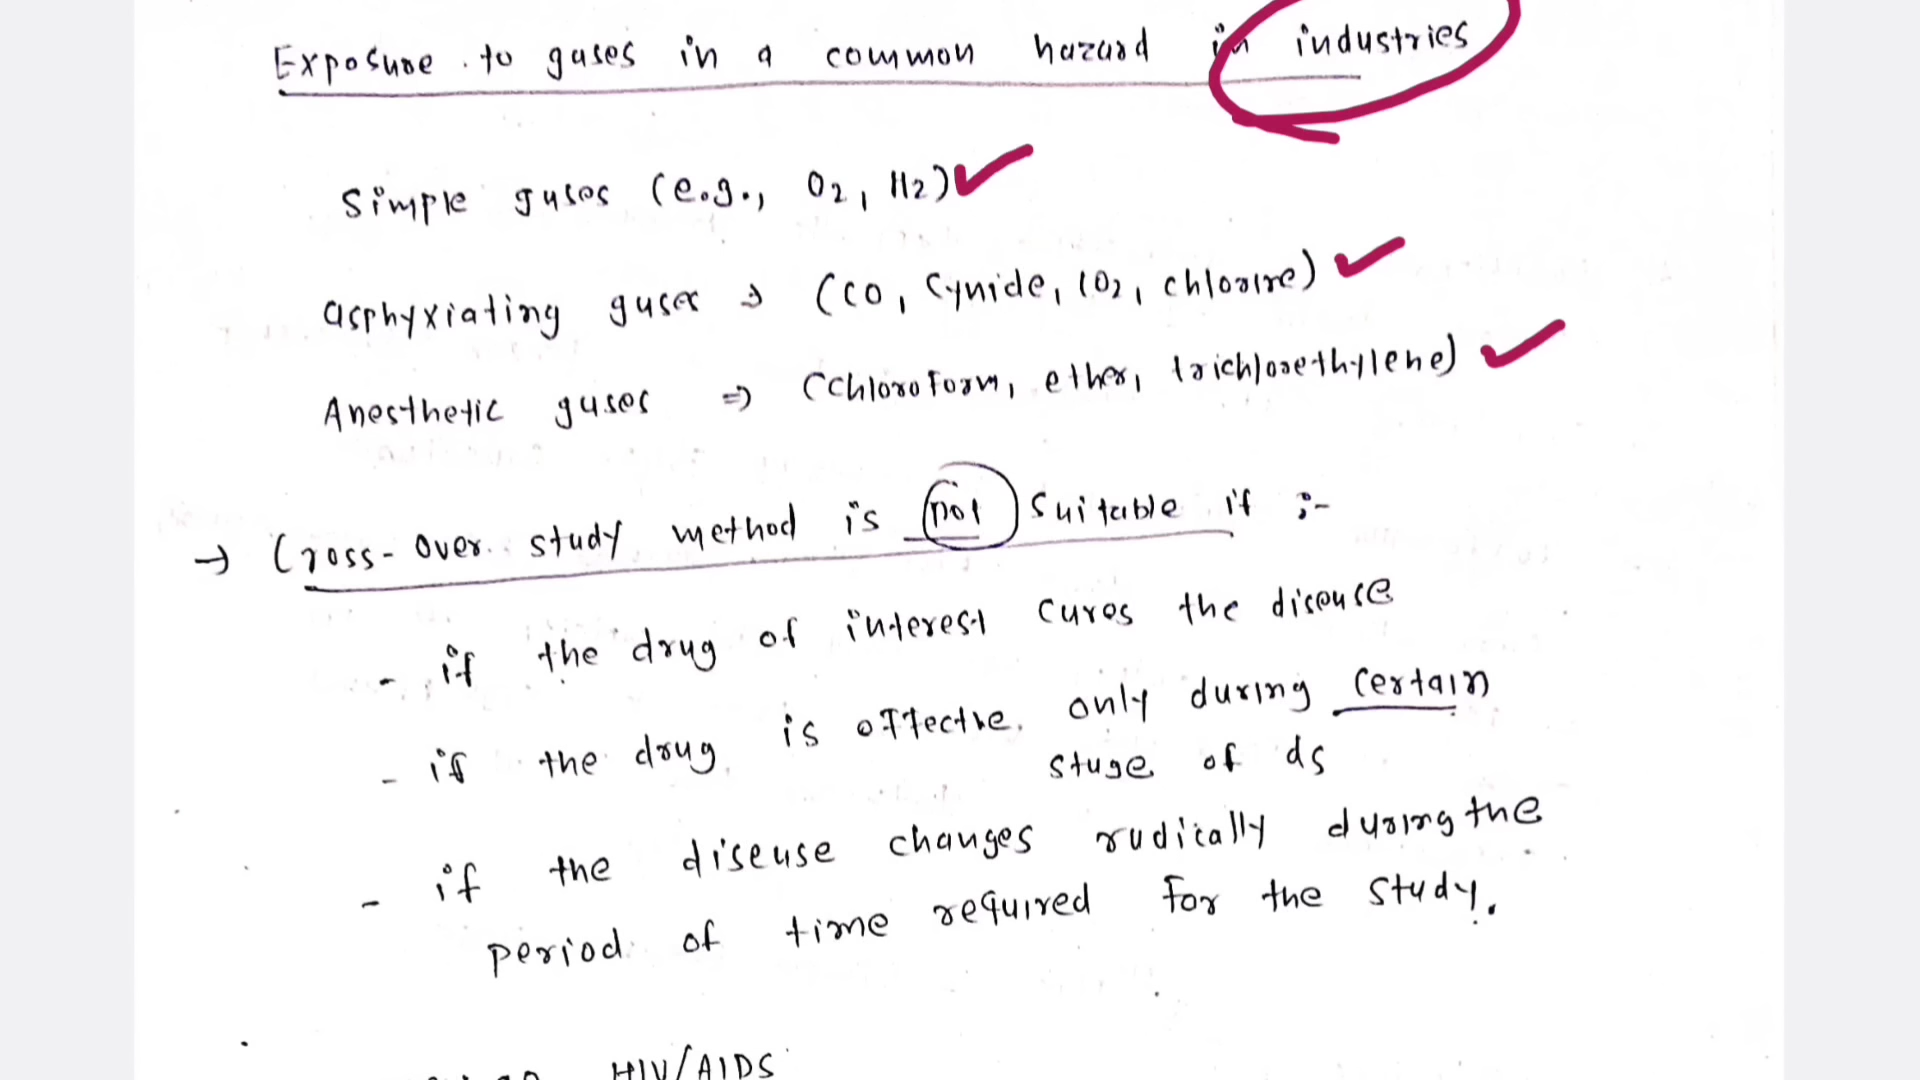 Exposure to gases in a common hazard in industries
Simple gases (e.g., O2, H2)
asphyxiating gases → (CO, Cynide, CO2, chlorine)
Anesthetic gases ⇒ (Chloroform, ether, trichlorethylene)
→ Cross-over study method is not suitable if :-
- if the drug of interest cures the disease
- if the drug is effective only during certain
stage of ds
- if the disease changes radically during the
period of time required for the study.
HIV/AIDS